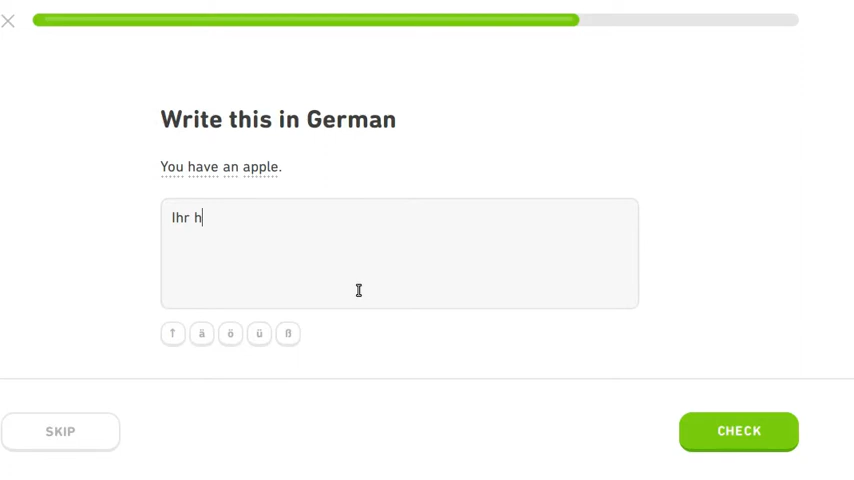 Write this in German
You have an apple.
Ihr h
↑ ä ö ü ß
SKIP CHECK